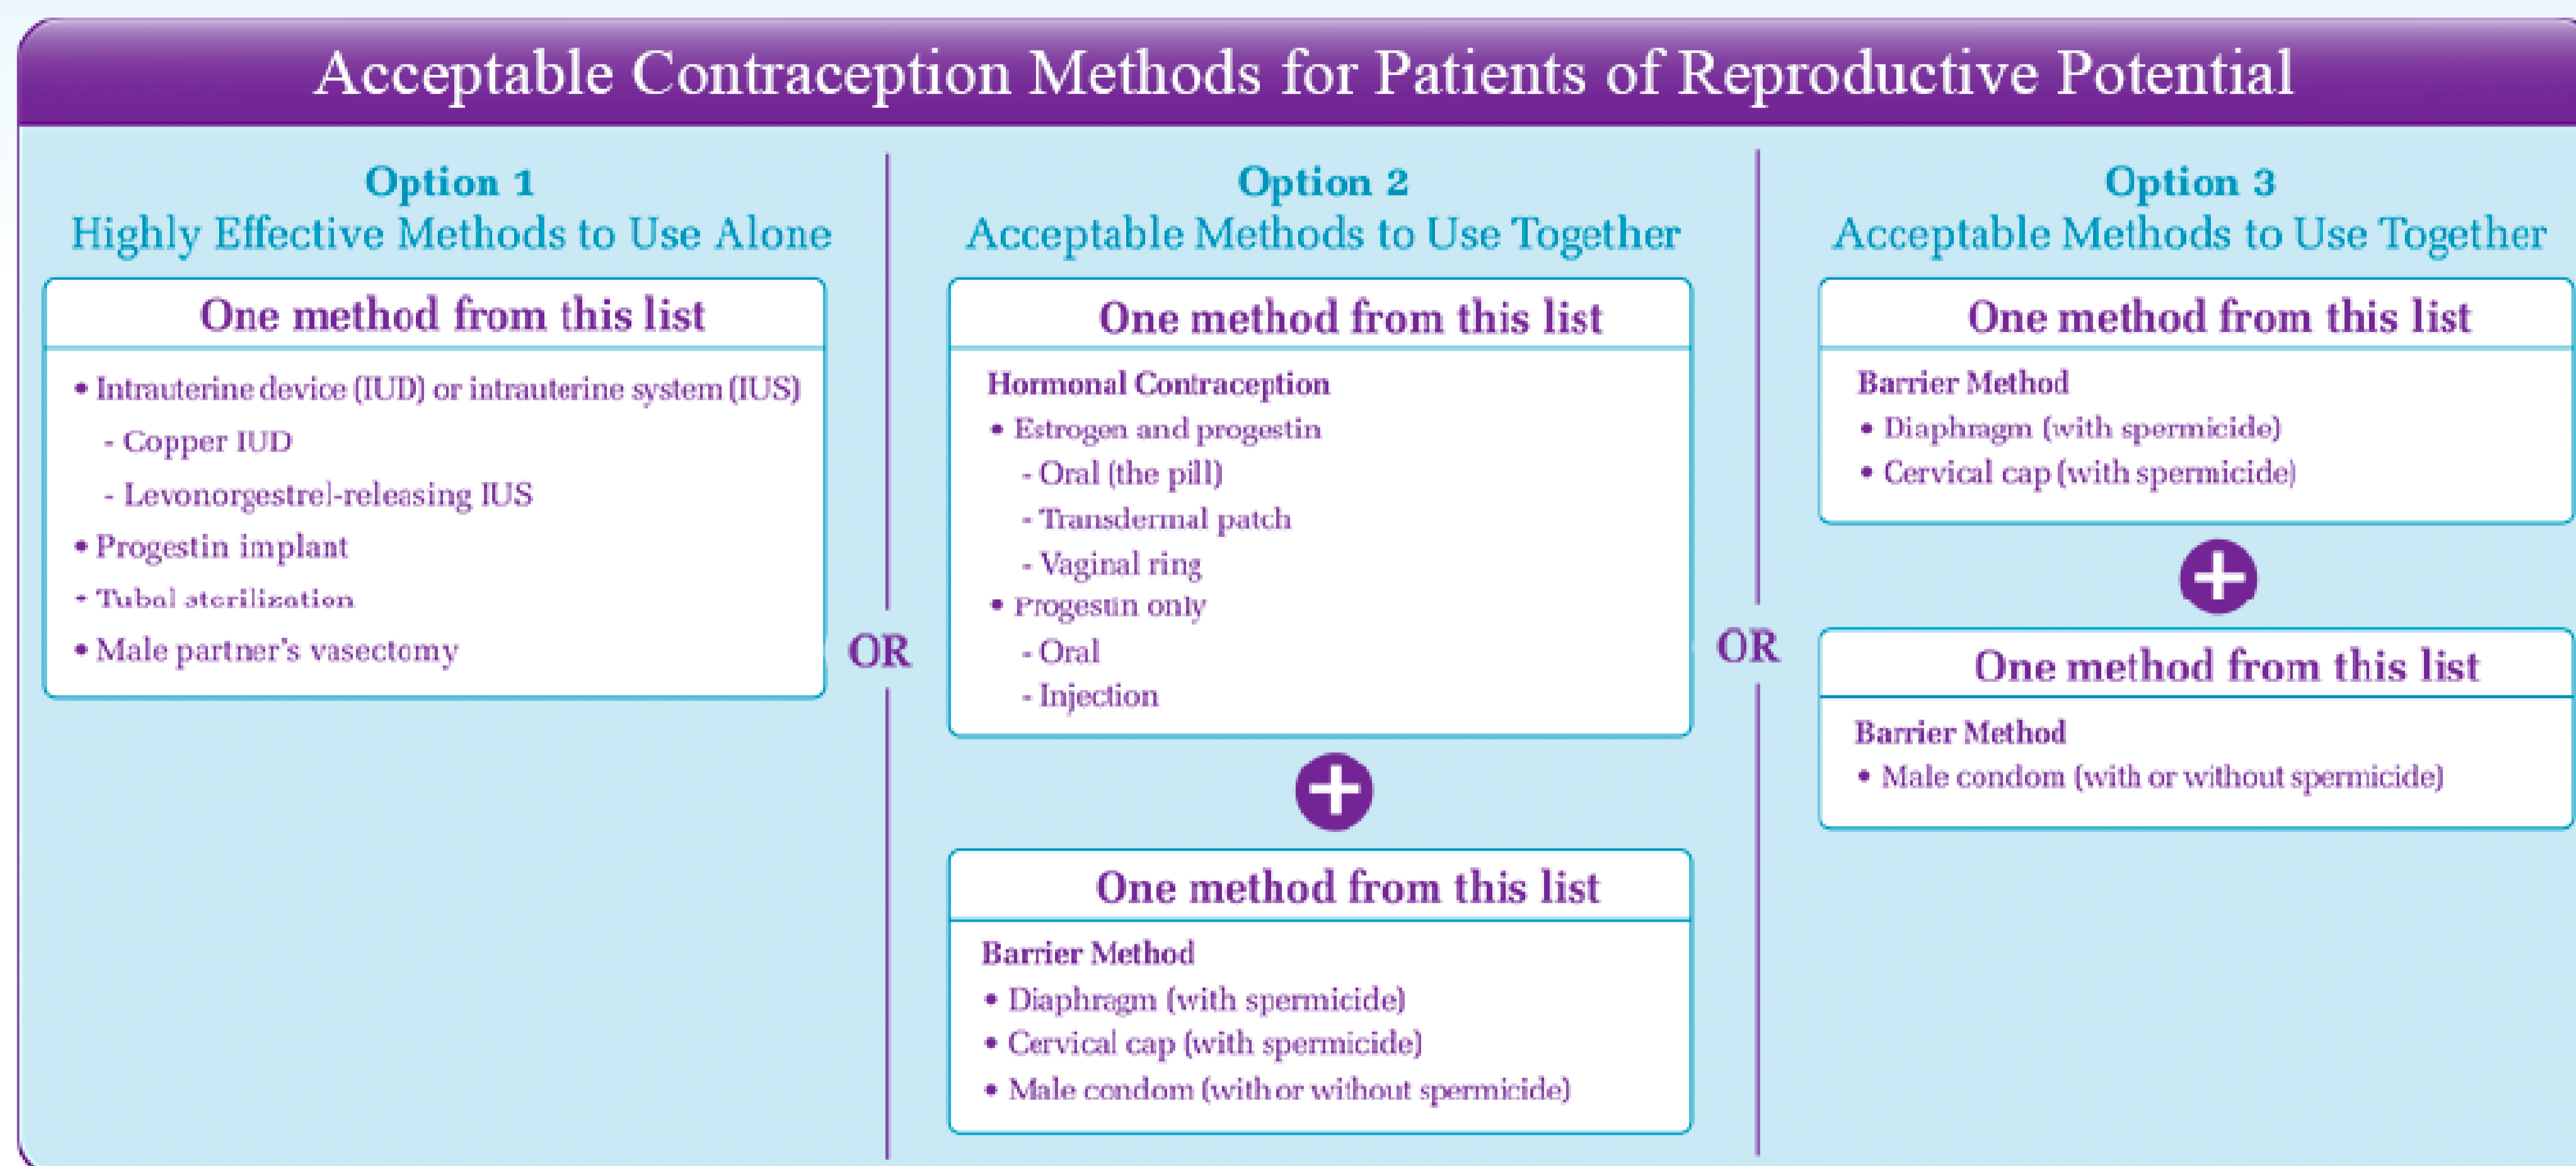 Acceptable Contraception Methods for Patients of Reproductive Potential
Option 1
Highly Effective Methods to Use Alone
One method from this list
• Intrauterine device (IUD) or intrauterine system (IUS)
- Copper IUD
- Levonorgestrel-releasing IUS
• Progestin implant
• Tubal sterilization
• Male partner's vasectomy
OR
Option 2
Acceptable Methods to Use Together
One method from this list
Hormonal Contraception
• Estrogen and progestin
- Oral (the pill)
- Transdermal patch
- Vaginal ring
• Progestin only
- Oral
- Injection
+
One method from this list
Barrier Method
• Diaphragm (with spermicide)
• Cervical cap (with spermicide)
• Male condom (with or without spermicide)
OR
Option 3
Acceptable Methods to Use Together
One method from this list
Barrier Method
• Diaphragm (with spermicide)
• Cervical cap (with spermicide)
+
One method from this list
Barrier Method
• Male condom (with or without spermicide)